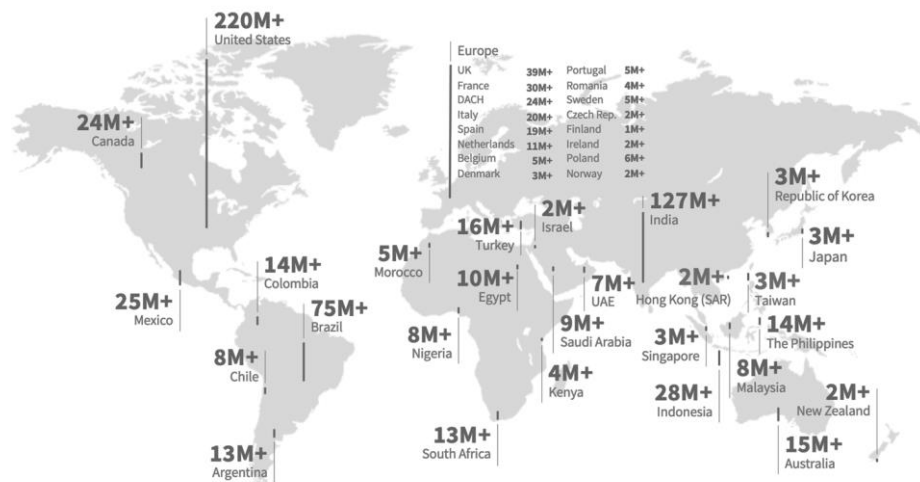 220M+
United States
24M+
Canada
Europe
UK 39M+ Portugal 5M+
France 30M+ Romania 4M+
DACH 24M+ Sweden 5M+
Italy 20M+ Czech Rep. 2M+
Spain 19M+ Finland 1M+
Netherlands 11M+ Ireland 2M+
Belgium 5M+ Poland 6M+
Denmark 3M+ Norway 2M+
3M+
Republic of Korea
127M+
India
2M+
Israel
16M+
Turkey
3M+
Japan
5M+
Morocco
14M+
Colombia
10M+
Egypt
7M+
UAE
2M+
Hong Kong (SAR)
3M+
Taiwan
25M+
Mexico
75M+
Brazil
8M+
Nigeria
9M+
Saudi Arabia
3M+
Singapore
14M+
The Philippines
8M+
Chile
4M+
Kenya
8M+
Malaysia
28M+
Indonesia
2M+
New Zealand
13M+
South Africa
15M+
Australia
13M+
Argentina